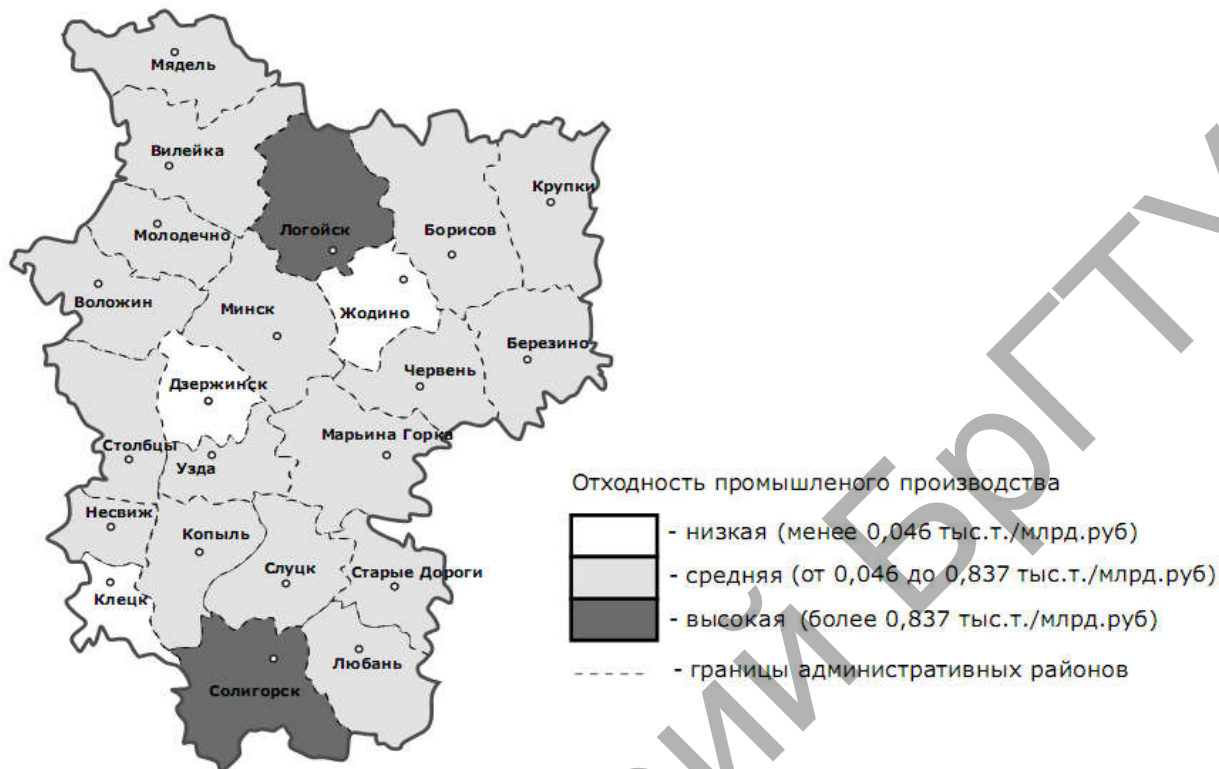 Мядель
Вилейка
Крупки
Логойск
Борисов
Молодечно
Воложин
Минск
Жодино
Березино
Червень
Дзержинск
Марьина Горка
Столбцы
Узда
Несвиж
Копыль
Слуцк
Старые Дороги
Клецк
Любань
Солигорск
Отходность промышленого производства
- низкая (менее 0,046 тыс.т./млрд.руб)
- средняя (от 0,046 до 0,837 тыс.т./млрд.руб)
- высокая (более 0,837 тыс.т./млрд.руб)
- границы административных районов
БрГТУ